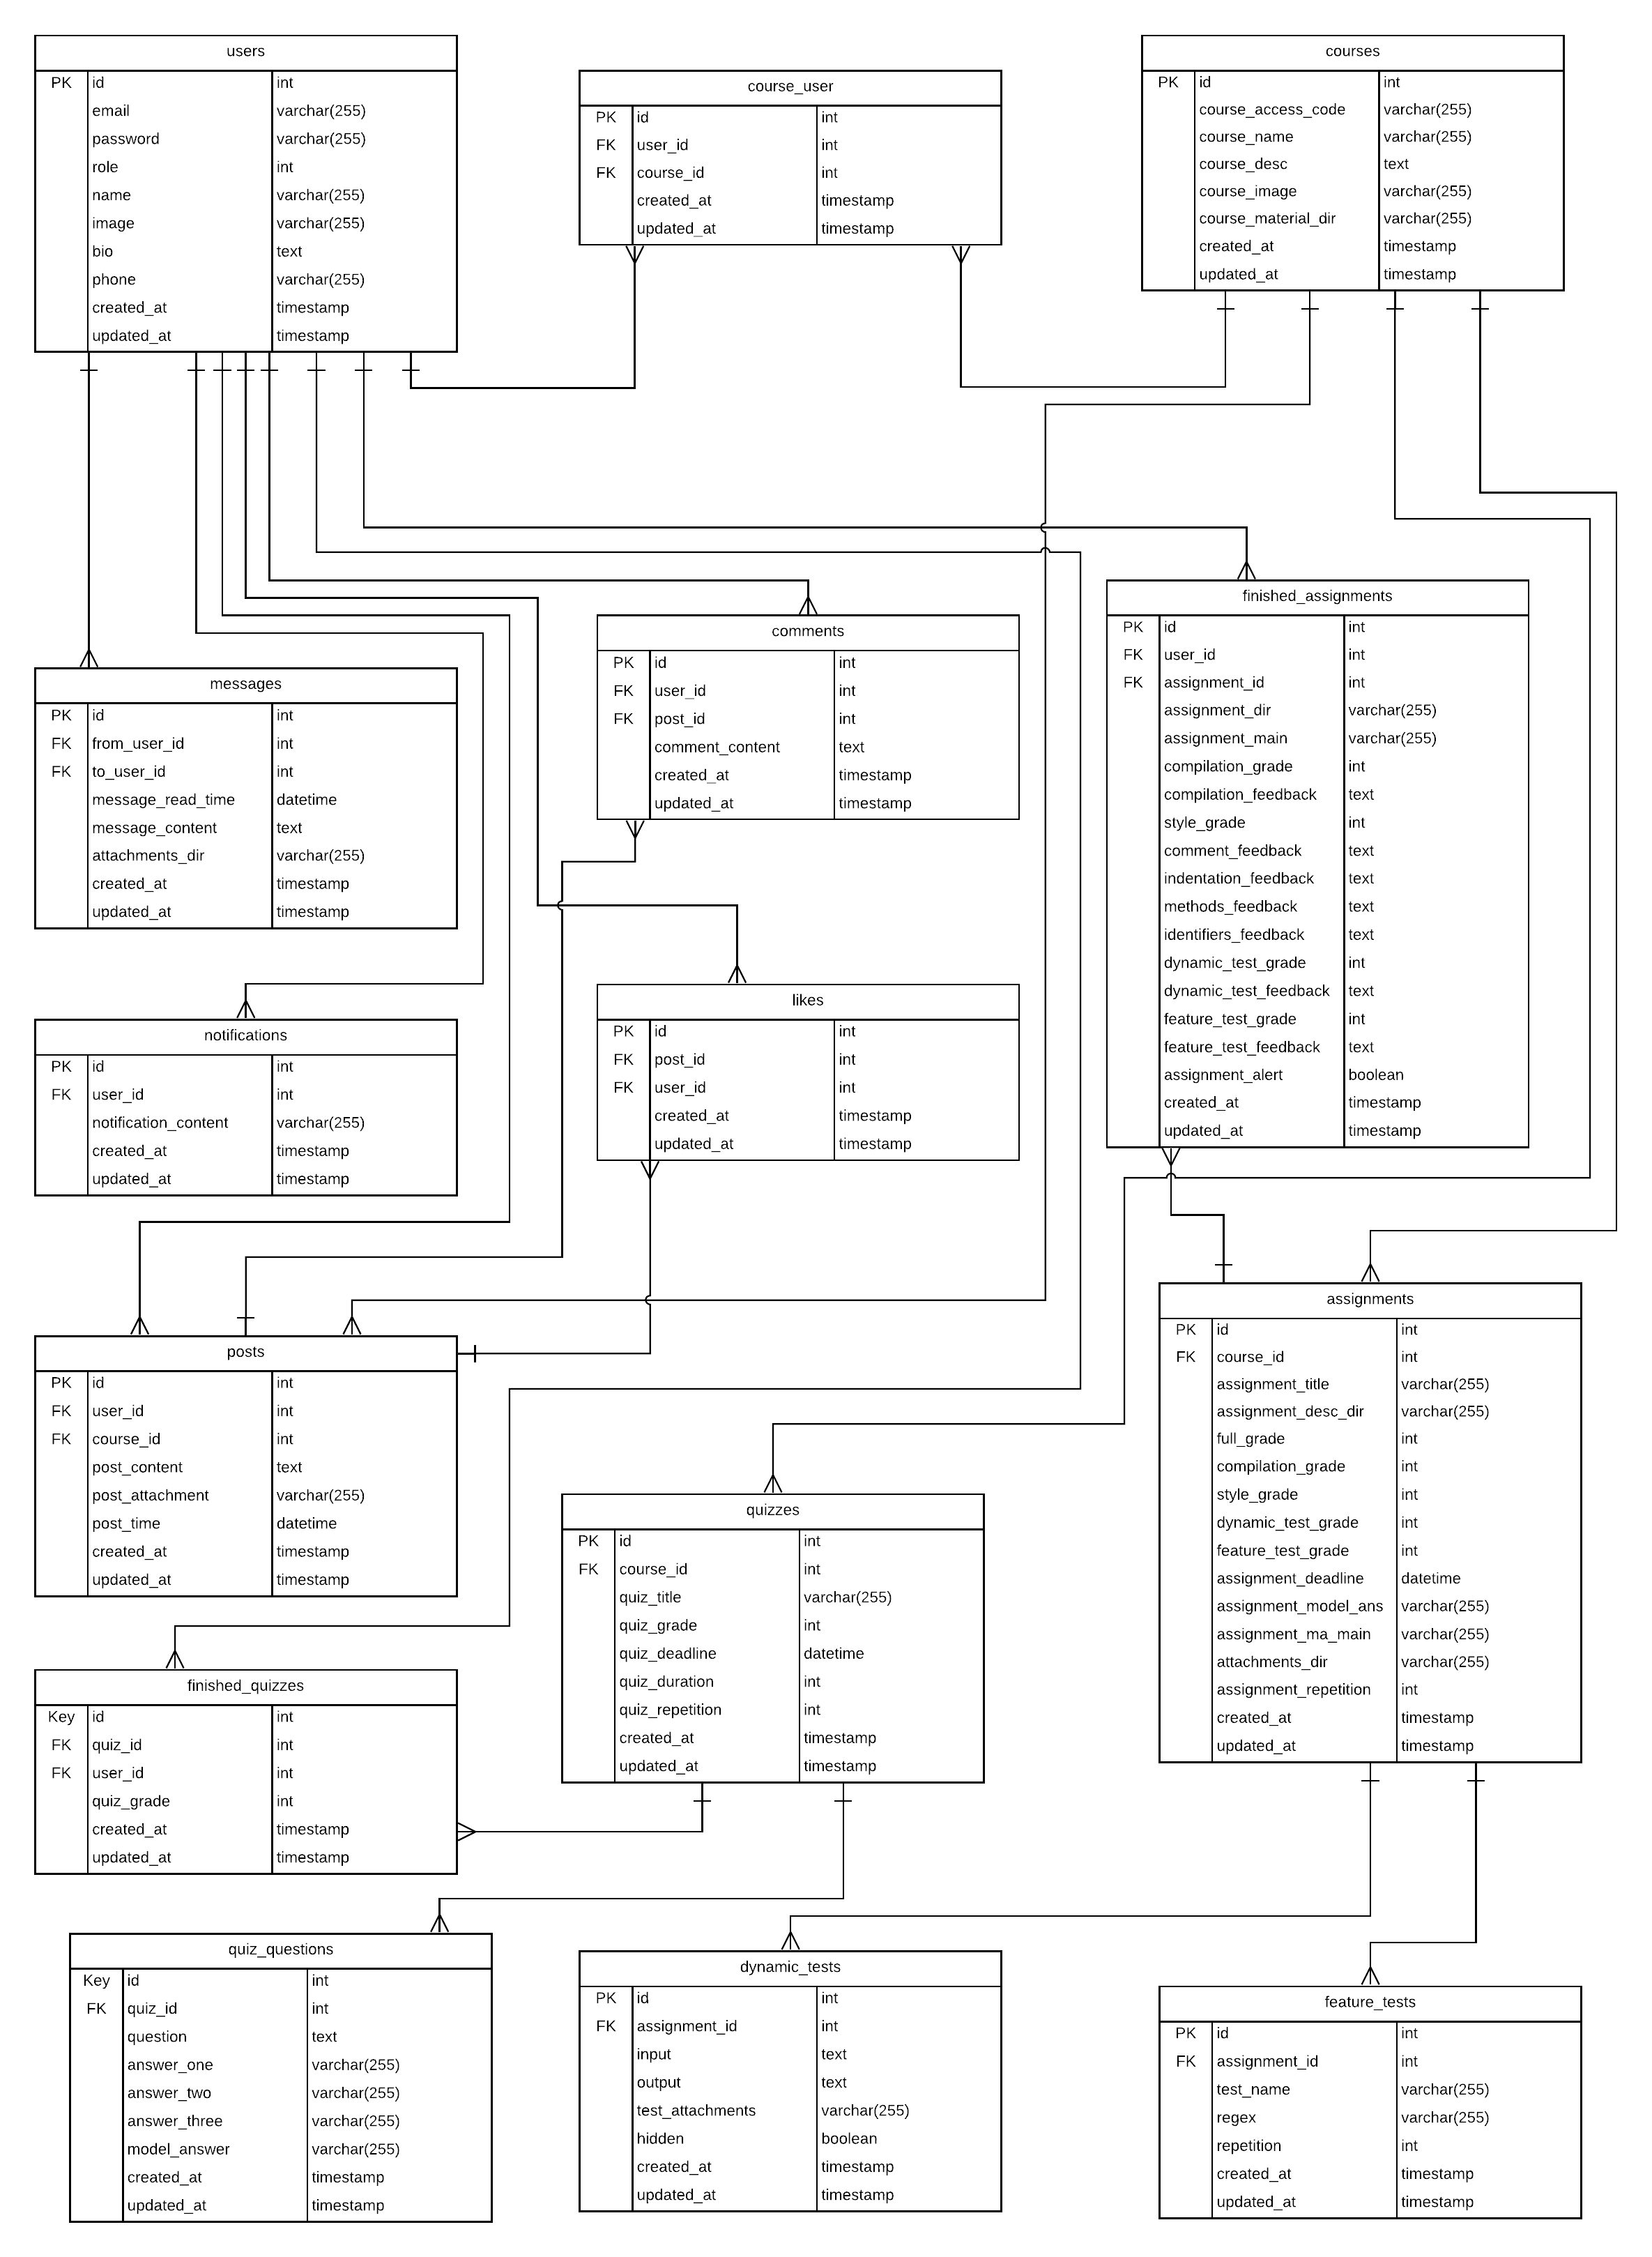 users
PK id int
email varchar(255)
password varchar(255)
role int
name varchar(255)
image varchar(255)
bio text
phone varchar(255)
created_at timestamp
updated_at timestamp
course_user
PK id int
FK user_id int
FK course_id int
created_at timestamp
updated_at timestamp
courses
PK id int
course_access_code varchar(255)
course_name varchar(255)
course_desc text
course_image varchar(255)
course_material_dir varchar(255)
created_at timestamp
updated_at timestamp
messages
PK id int
FK from_user_id int
FK to_user_id int
message_read_time datetime
message_content text
attachments_dir varchar(255)
created_at timestamp
updated_at timestamp
comments
PK id int
FK user_id int
FK post_id int
comment_content text
created_at timestamp
updated_at timestamp
finished_assignments
PK id int
FK user_id int
FK assignment_id int
assignment_dir varchar(255)
assignment_main varchar(255)
compilation_grade int
compilation_feedback text
style_grade int
comment_feedback text
indentation_feedback text
methods_feedback text
identifiers_feedback text
dynamic_test_grade int
dynamic_test_feedback text
feature_test_grade int
feature_test_feedback text
assignment_alert boolean
created_at timestamp
updated_at timestamp
notifications
PK id int
FK user_id int
notification_content varchar(255)
created_at timestamp
updated_at timestamp
likes
PK id int
FK post_id int
FK user_id int
created_at timestamp
updated_at timestamp
posts
PK id int
FK user_id int
FK course_id int
post_content text
post_attachment varchar(255)
post_time datetime
created_at timestamp
updated_at timestamp
assignments
PK id int
FK course_id int
assignment_title varchar(255)
assignment_desc_dir varchar(255)
full_grade int
compilation_grade int
style_grade int
dynamic_test_grade int
feature_test_grade int
assignment_deadline datetime
assignment_model_ans varchar(255)
assignment_ma_main varchar(255)
attachments_dir varchar(255)
assignment_repetition int
created_at timestamp
updated_at timestamp
quizzes
PK id int
FK course_id int
quiz_title varchar(255)
quiz_grade int
quiz_deadline datetime
quiz_duration int
quiz_repetition int
created_at timestamp
updated_at timestamp
finished_quizzes
Key id int
FK quiz_id int
FK user_id int
quiz_grade int
created_at timestamp
updated_at timestamp
quiz_questions
Key id int
FK quiz_id int
question text
answer_one varchar(255)
answer_two varchar(255)
answer_three varchar(255)
model_answer varchar(255)
created_at timestamp
updated_at timestamp
dynamic_tests
PK id int
FK assignment_id int
input text
output text
test_attachments varchar(255)
hidden boolean
created_at timestamp
updated_at timestamp
feature_tests
PK id int
FK assignment_id int
test_name varchar(255)
regex varchar(255)
repetition int
created_at timestamp
updated_at timestamp